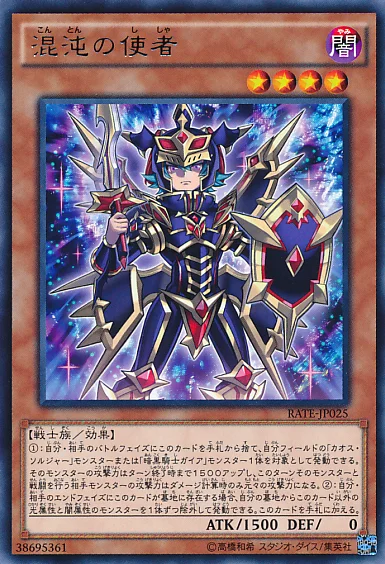 混沌の使者
闇
RATE-JP025
【戦士族/効果】
①:自分・相手のバトルフェイズにこのカードを手札から捨て、自分フィールドの「カオス・
ソルジャー」モンスターまたは「暗黒騎士ガイア」モンスター1体を対象として発動できる。
そのモンスターの攻撃力はターン終了時まで1500アップし、このターンそのモンスターと
戦闘を行う相手モンスターの攻撃力はダメージ計算時のみ元々の攻撃力になる。②:自分・
相手のエンドフェイズにこのカードが墓地に存在する場合、自分の墓地からこのカード以外
の光属性と闇属性のモンスターを1体ずつ除外して発動できる。このカードを手札に加える。
ATK/1500 DEF/ 0
38695361
©高橋和希 スタジオ・ダイス/集英社